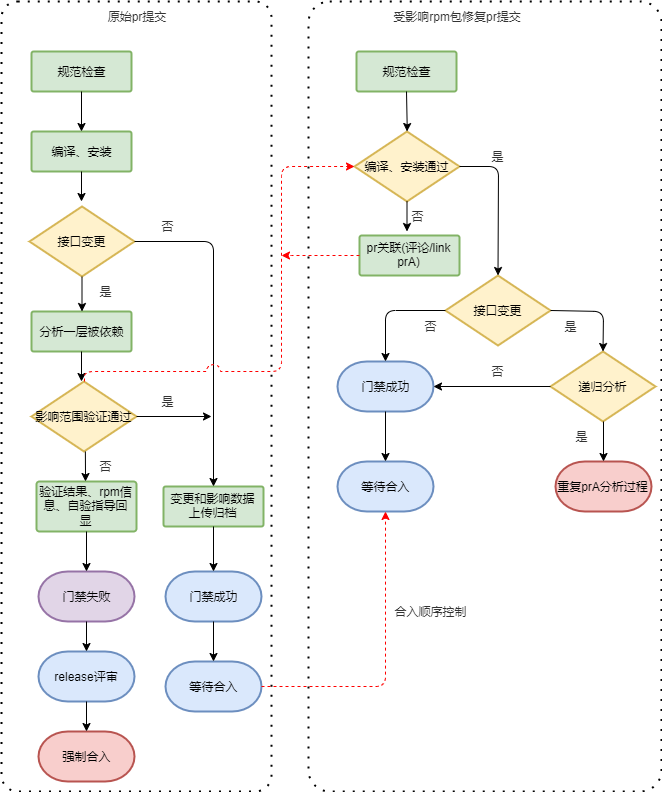 原始pr提交
规范检查
编译、安装
接口变更
否
是
分析一层被依赖
影响范围验证通过
是
否
验证结果、rpm信
息、自验指导回
显
变更和影响数据
上传归档
门禁失败
门禁成功
release评审
等待合入
强制合入
受影响rpm包修复pr提交
规范检查
编译、安装通过
是
否
pr关联(评论/link
prA)
接口变更
否
是
门禁成功
否
递归分析
是
等待合入
重复prA分析过程
合入顺序控制